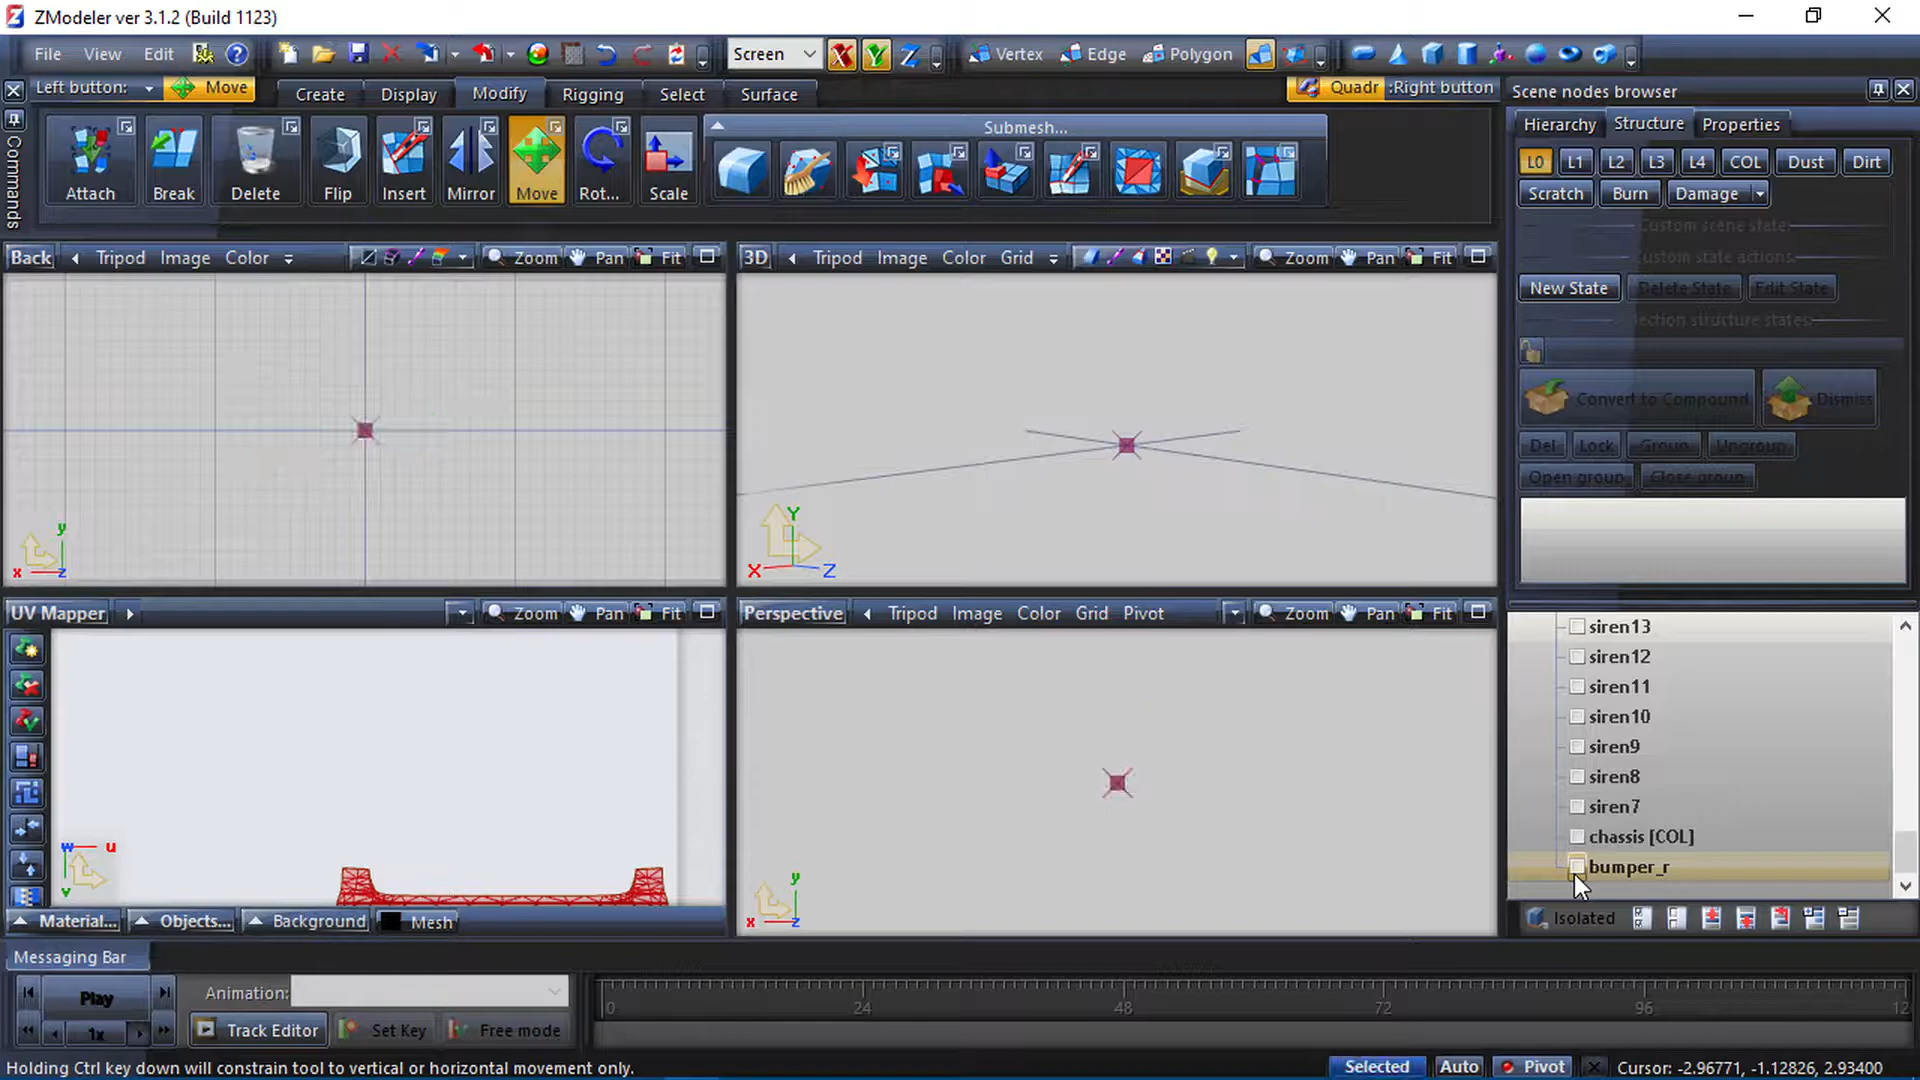 ZModeler ver 3.1.2 (Build 1123)
File View Edit Screen Vertex Edge Polygon
Left button: Move Create Display Modify Rigging Select Surface Quadr :Right button
Commands
Attach Break Delete Flip Insert Mirror Move Rot... Scale Submesh...
Scene nodes browser
Hierarchy Structure Properties
L0 L1 L2 L3 L4 COL Dust Dirt
Scratch Burn Damage
Custom scene state:
Custom state actions:
New State Delete State Edit State
Convert to Compound Dismiss
Del Lock Group Ungroup
Open group Close group
Back Tripod Image Color Zoom Pan Fit
y
x z
3D Tripod Image Color Grid Zoom Pan Fit
Y
X Z
UV Mapper Zoom Pan Fit
w u
v
Material... Objects... Background Mesh
Perspective Tripod Image Color Grid Pivot Zoom Pan Fit
y
x z
siren13
siren12
siren11
siren10
siren9
siren8
siren7
chassis [COL]
bumper_r
Isolated
Messaging Bar
Play 1x
Animation:
Track Editor Set Key Free mode
0 24 48 72 96 12
Holding Ctrl key down will constrain tool to vertical or horizontal movement only.
Selected Auto Pivot Cursor: -2.96771, -1.12826, 2.93400